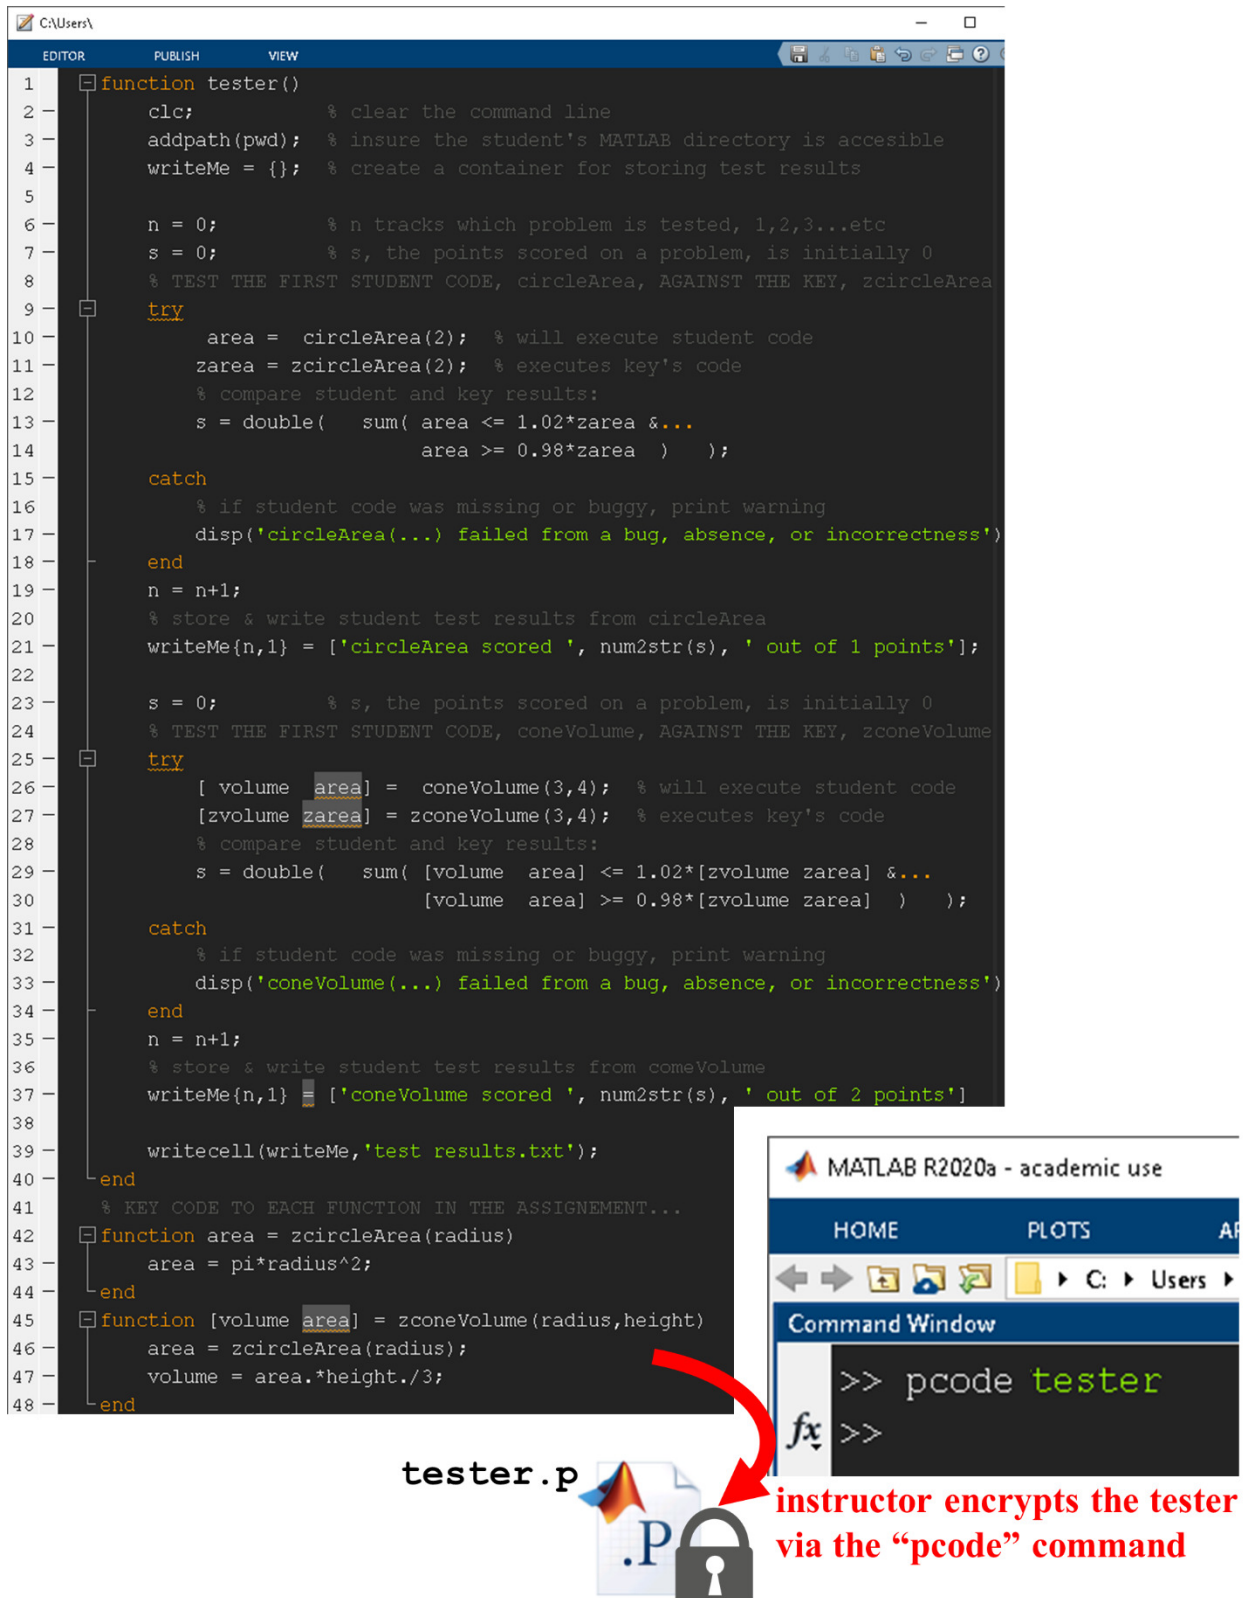 C:\Users\
EDITOR PUBLISH VIEW
1 function tester()
2 clc; % clear the command line
3 addpath(pwd); % insure the student's MATLAB directory is accesible
4 writeMe = {}; % create a container for storing test results
5
6 n = 0; % n tracks which problem is tested, 1,2,3...etc
7 s = 0; % s, the points scored on a problem, is initially 0
8 % TEST THE FIRST STUDENT CODE, circleArea, AGAINST THE KEY, zcircleArea
9 try
10 area = circleArea(2); % will execute student code
11 zarea = zcircleArea(2); % executes key's code
12 % compare student and key results:
13 s = double( sum( area <= 1.02*zarea &...
14 area >= 0.98*zarea ) );
15 catch
16 % if student code was missing or buggy, print warning
17 disp('circleArea(...) failed from a bug, absence, or incorrectness')
18 end
19 n = n+1;
20 % store & write student test results from circleArea
21 writeMe{n,1} = ['circleArea scored ', num2str(s), ' out of 1 points'];
22
23 s = 0; % s, the points scored on a problem, is initially 0
24 % TEST THE FIRST STUDENT CODE, coneVolume, AGAINST THE KEY, zconeVolume
25 try
26 [ volume area] = coneVolume(3,4); % will execute student code
27 [zvolume zarea] = zconeVolume(3,4); % executes key's code
28 % compare student and key results:
29 s = double( sum( [volume area] <= 1.02*[zvolume zarea] &...
30 [volume area] >= 0.98*[zvolume zarea] ) );
31 catch
32 % if student code was missing or buggy, print warning
33 disp('coneVolume(...) failed from a bug, absence, or incorrectness')
34 end
35 n = n+1;
36 % store & write student test results from comeVolume
37 writeMe{n,1} = ['coneVolume scored ', num2str(s), ' out of 2 points']
38
39 writecell(writeMe,'test results.txt');
40 end
41 % KEY CODE TO EACH FUNCTION IN THE ASSIGNEMENT...
42 function area = zcircleArea(radius)
43 area = pi*radius^2;
44 end
45 function [volume area] = zconeVolume(radius,height)
46 area = zcircleArea(radius);
47 volume = area.*height./3;
48 end
MATLAB R2020a - academic use
HOME PLOTS AP
C: Users
Command Window
>> pcode tester
fx >>
tester.p
.P
instructor encrypts the tester
via the “pcode” command